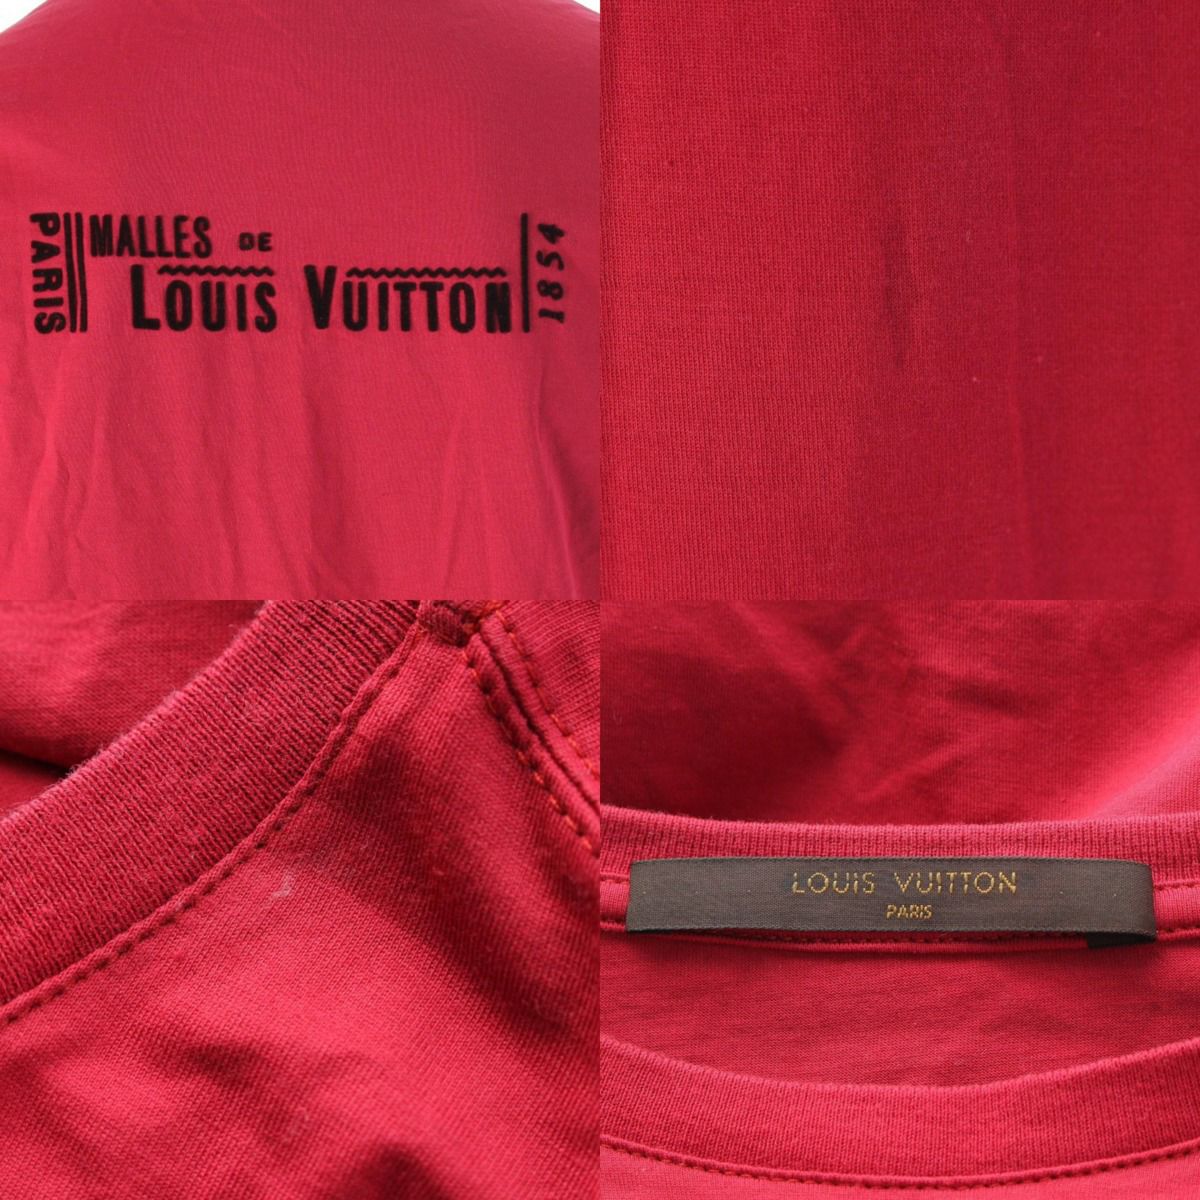 PARIS
MALLES DE
LOUIS VUITTON
1854
LOUIS VUITTON
PARIS